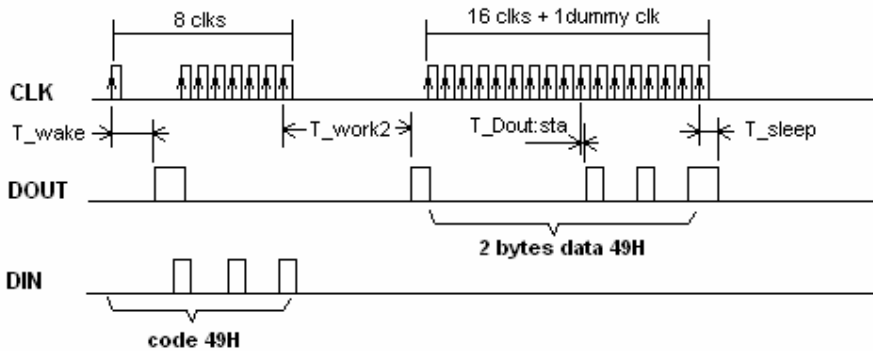 8 clks
16 clks + 1dummy clk
CLK
T_wake
T_work2
T_Dout:sta
T_sleep
DOUT
2 bytes data 49H
DIN
code 49H